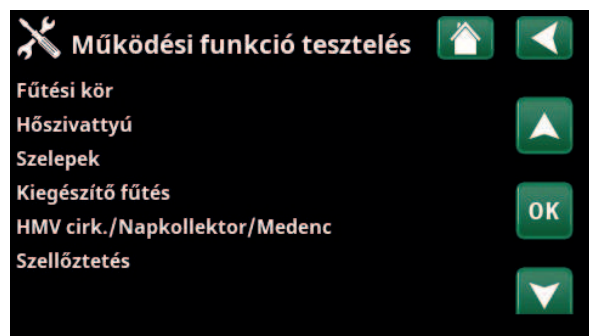 Működési funkció tesztelés
Fűtési kör
Hőszivattyú
Szelepek
OK
Kiegészítő fűtés
HMV cirk./Napkollektor/Medenc
Szellőztetés